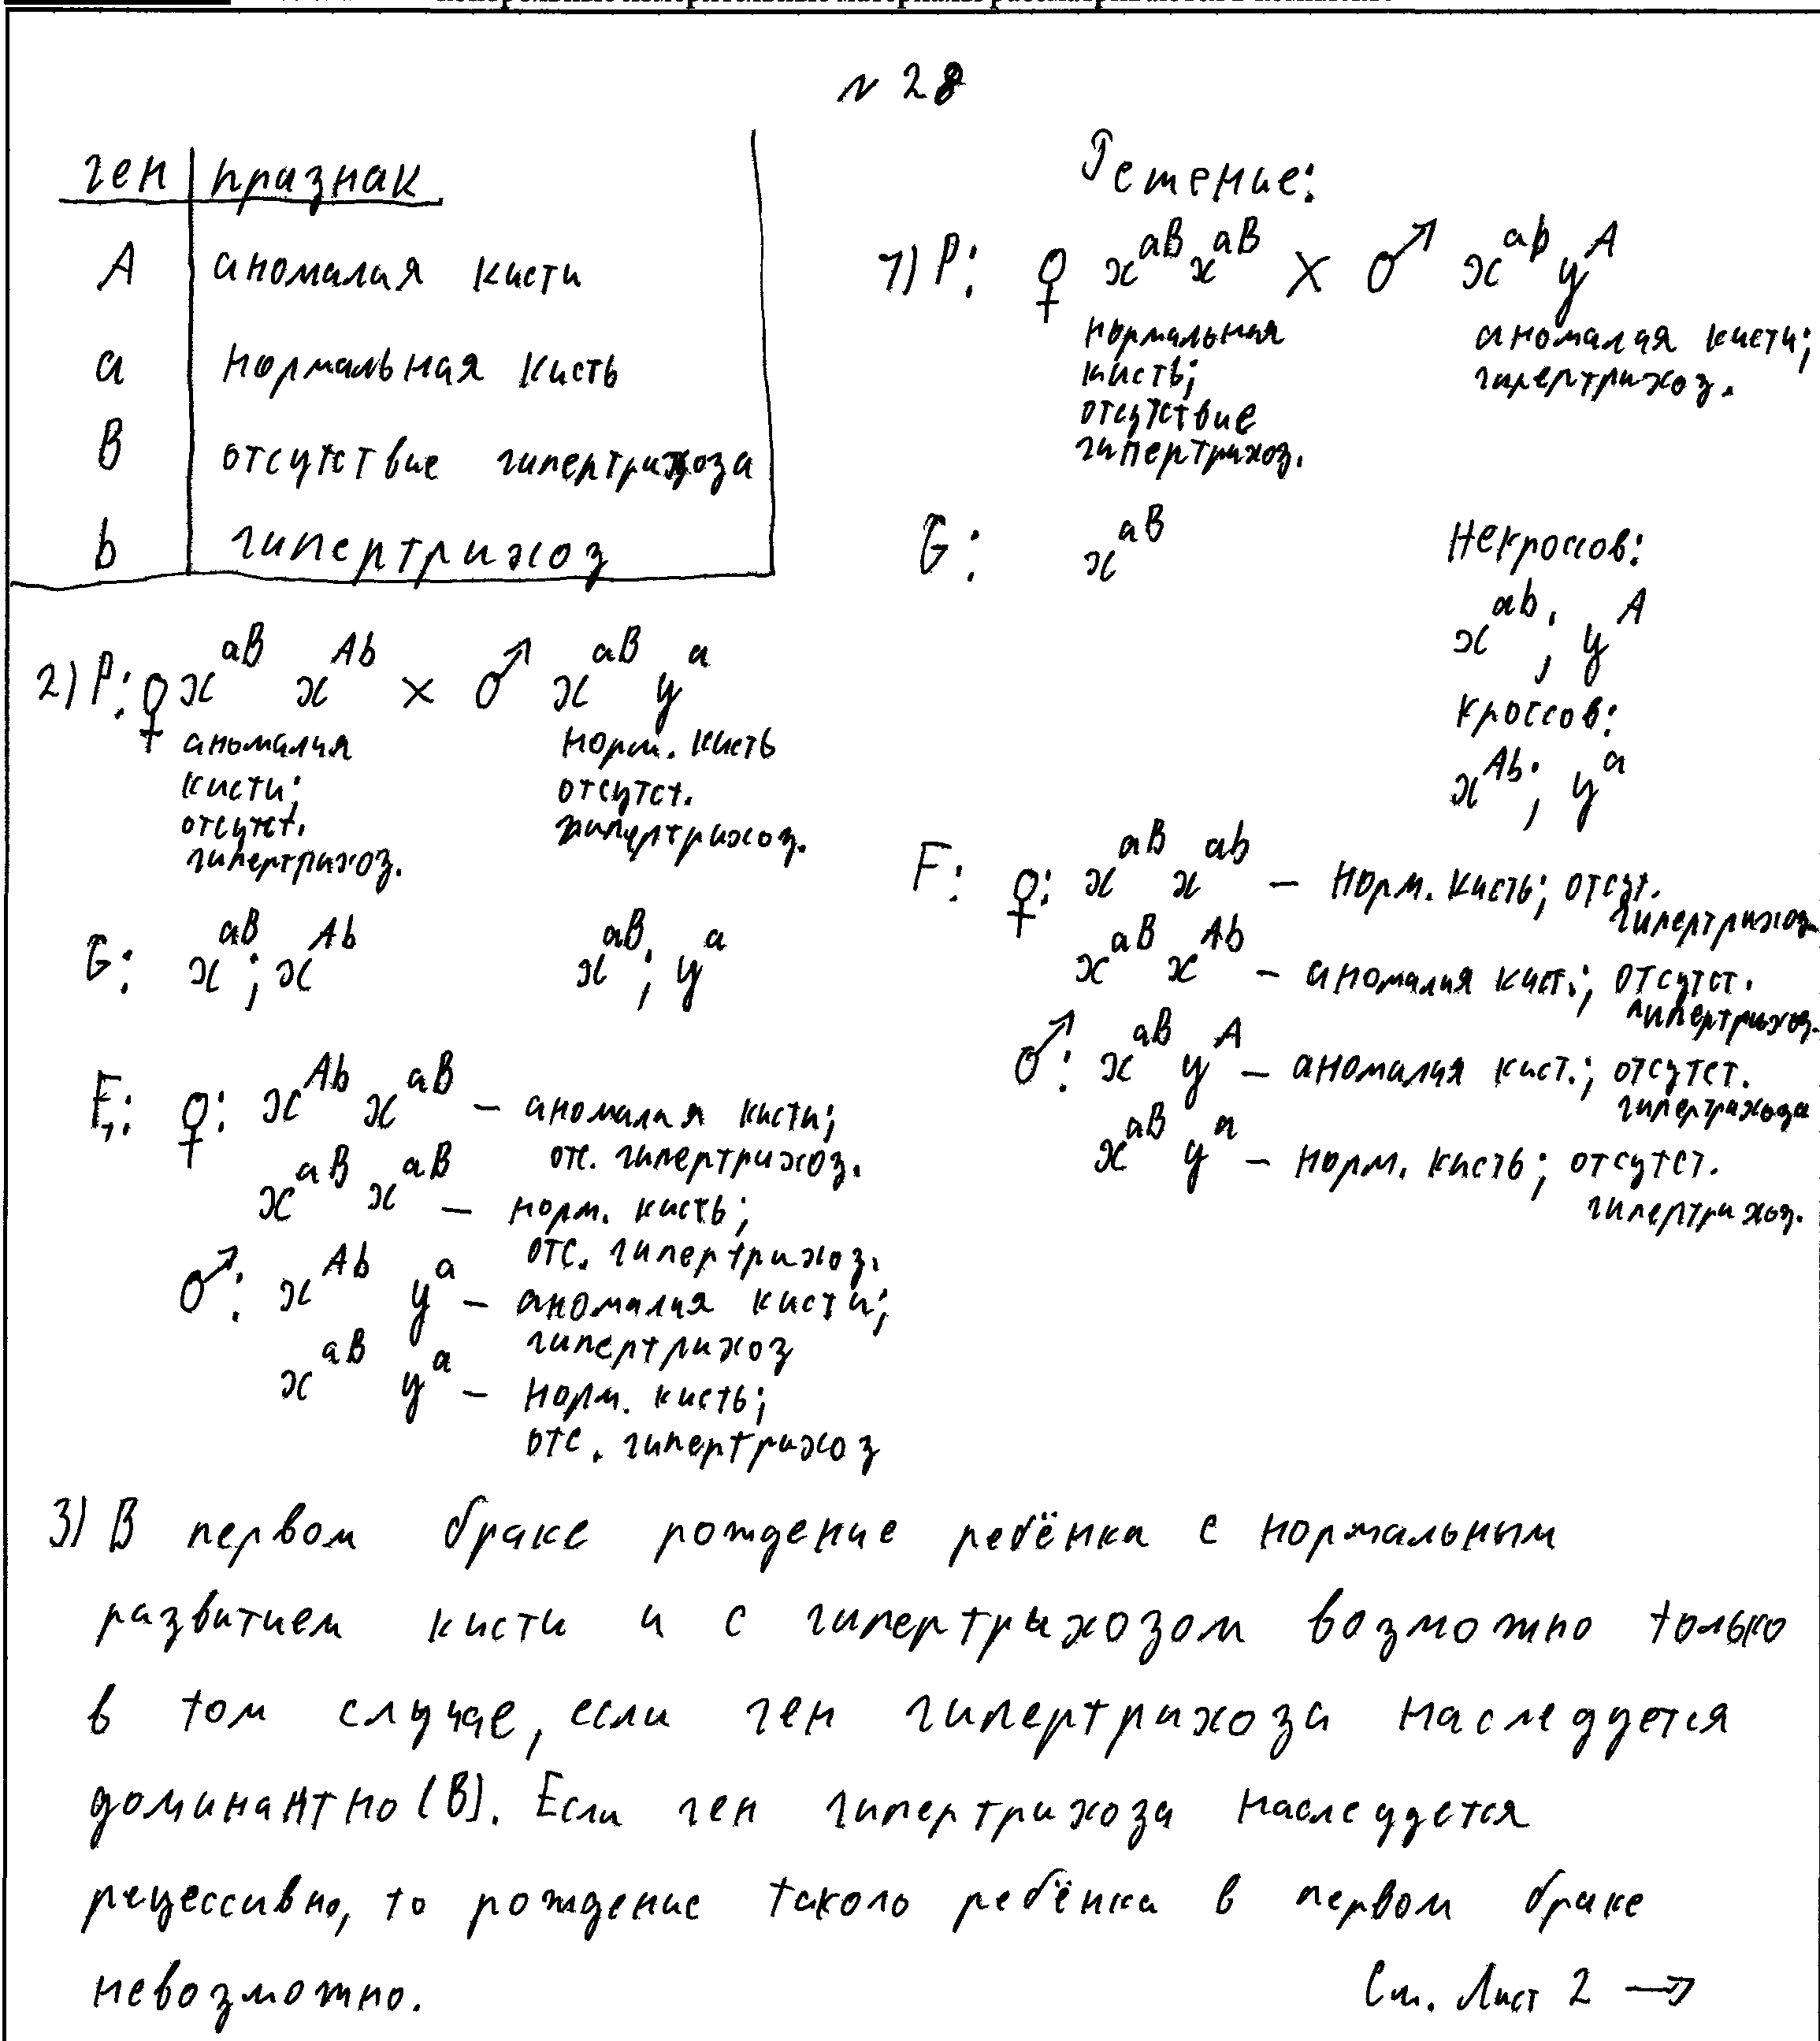 № 28
ген | признак
A | аномалая кисти
a | нормальная кисть
B | отсутствие гипертрихоза
b | гипертрихоз
Решение:
1) P: ♀ x^aB x^aB × ♂ x^ab y^A
нормальная кисть; отсутствие гипертрихоз.
аномалая кисти; гипертрихоз.
G: x^aB
Некроссов:
x^ab; y^A
кроссов:
x^Ab; y^a
F: ♀: x^aB x^ab – норм. кисть; отсут. гипертрихоз
x^aB x^Ab – аномалия кист.; отсутст. гипертрихоз.
♂: x^aB y^A – аномалия кист.; отсутст. гипертрихоза
x^aB y^a – норм. кисть; отсутст. гипертрихоз.
2) P: ♀ x^aB x^Ab × ♂ x^aB y^a
аномалия кисти; отсутст. гипертрихоз.
норм. кисть отсутст. гипертрихоз.
G: x^aB; x^Ab
x^aB; y^a
F1: ♀: x^Ab x^aB – аномалая кисти;
отс. гипертрихоз.
x^aB x^aB – норм. кисть;
отс. гипертрихоз.
♂: x^Ab y^a – аномалия кисти;
гипертрихоз
x^aB y^a – норм. кисть;
отс. гипертрихоз
3) В первом браке рождение ребёнка с нормальным
развитием кисти и с гипертрихозом возможно только
в том случае, если ген гипертрихоза наследуется
доминантно (B). Если ген гипертрихоза наследуется
рецессивно, то рождение такого ребёнка в первом браке
невозможно.
См. Лист 2 →